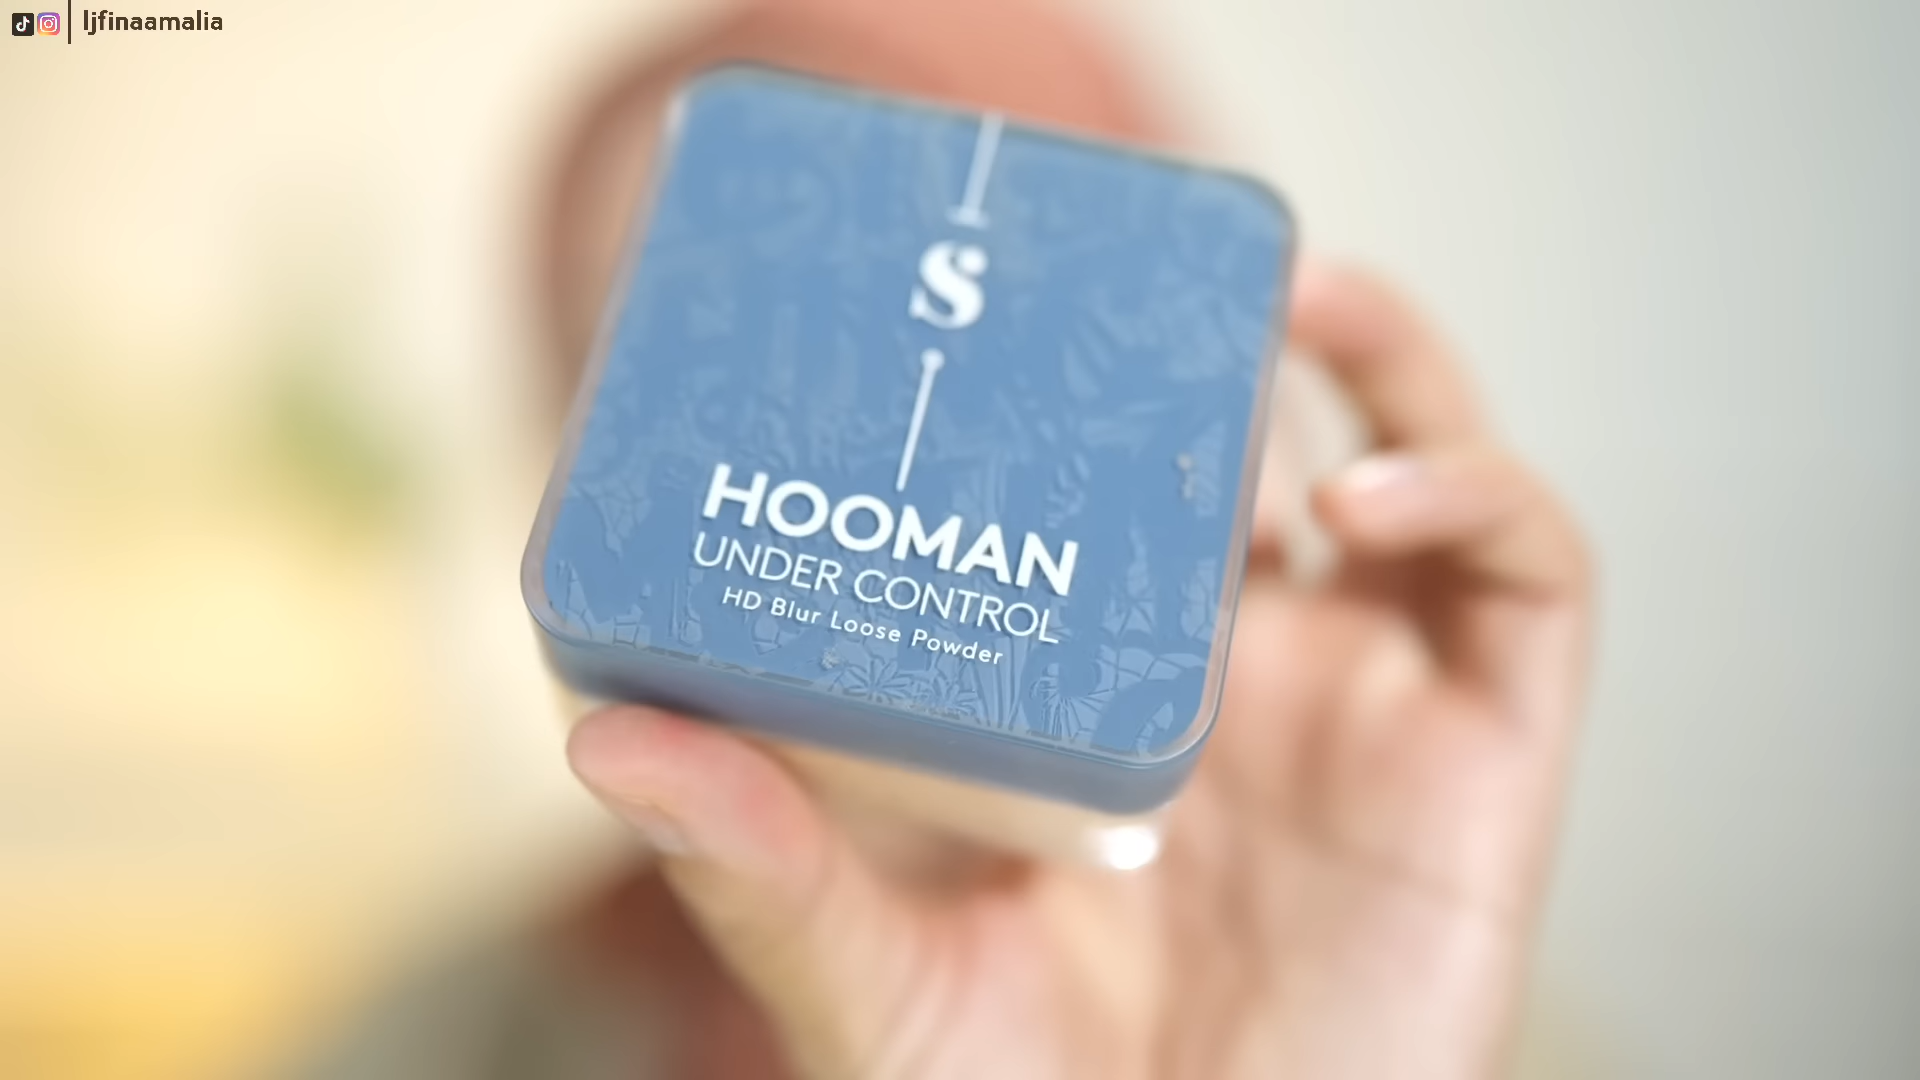 ljfinaamalia
S
HOOMAN
UNDER CONTROL
HD Blur Loose Powder